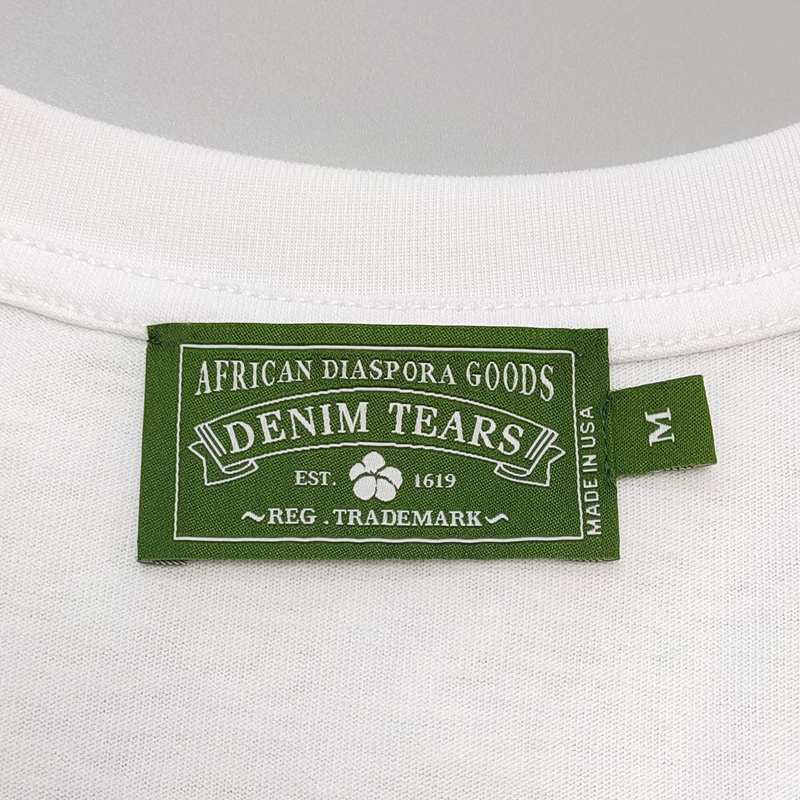 AFRICAN DIASPORA GOODS
DENIM TEARS
EST. 1619
~REG .TRADEMARK~
MADE IN USA
M